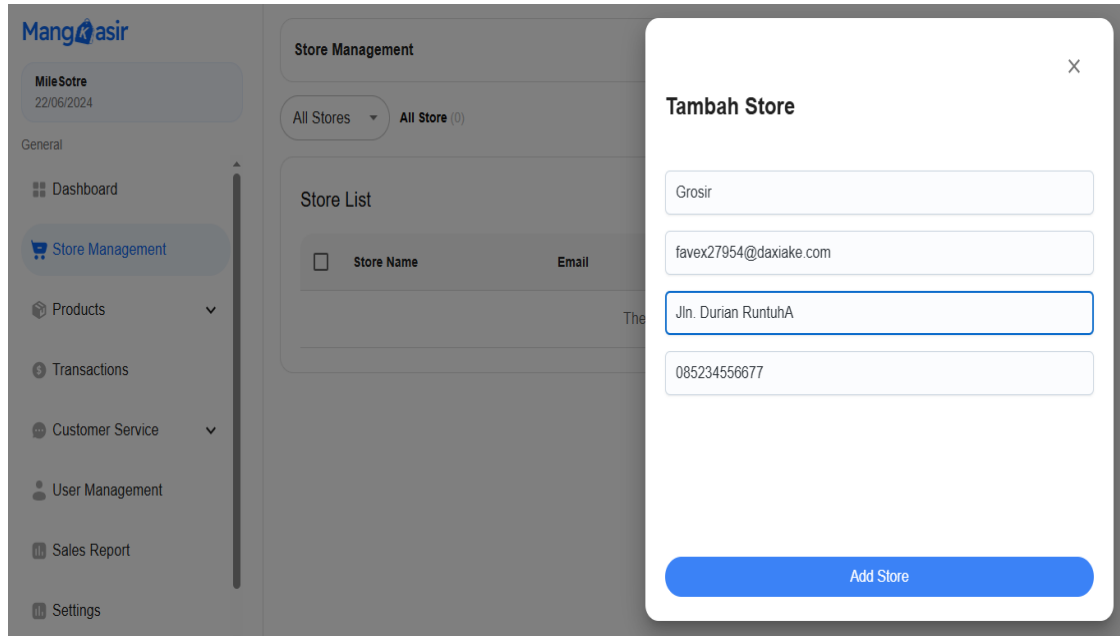 MangKasir
MileSotre
22/06/2024
General
Dashboard
Store Management
Products
Transactions
Customer Service
User Management
Sales Report
Settings
Store Management
All Stores
All Store (0)
Store List
Store Name Email
The
Tambah Store
Grosir
favex27954@daxiake.com
Jln. Durian RuntuhA
085234556677
Add Store